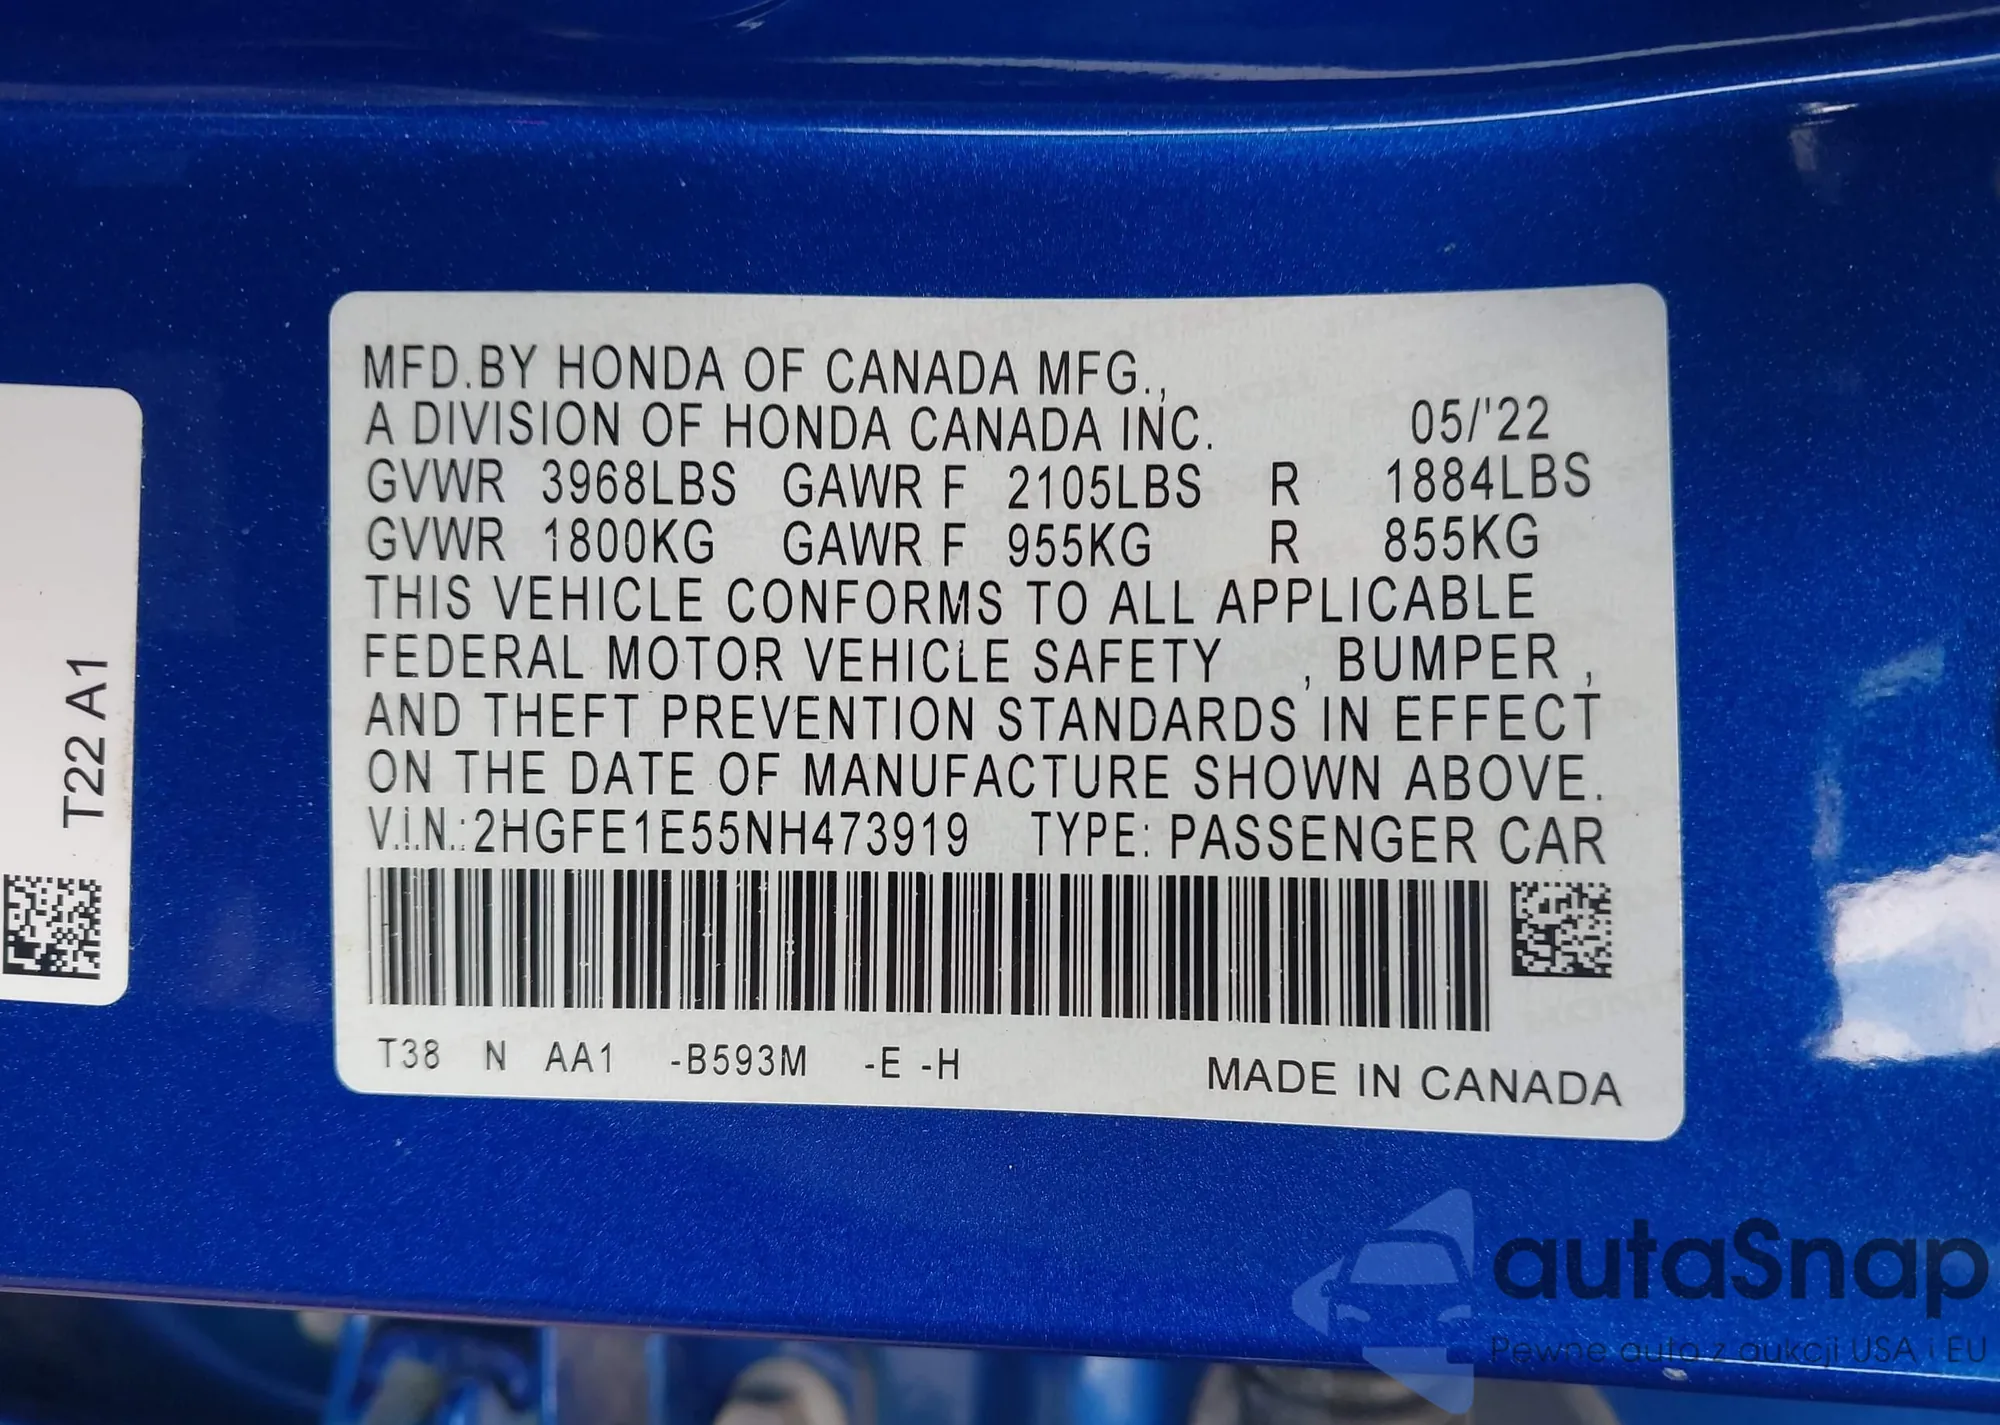 MFD.BY HONDA OF CANADA MFG.,
A DIVISION OF HONDA CANADA INC. 05/'22
GVWR 3968LBS GAWR F 2105LBS R 1884LBS
GVWR 1800KG GAWR F 955KG R 855KG
THIS VEHICLE CONFORMS TO ALL APPLICABLE
FEDERAL MOTOR VEHICLE SAFETY , BUMPER ,
AND THEFT PREVENTION STANDARDS IN EFFECT
ON THE DATE OF MANUFACTURE SHOWN ABOVE.
V.I.N.:2HGFE1E55NH473919 TYPE: PASSENGER CAR
T38 N AA1 -B593M -E -H
MADE IN CANADA
T22 A1
autaSnap
Pewne auta z aukcji USA i EU